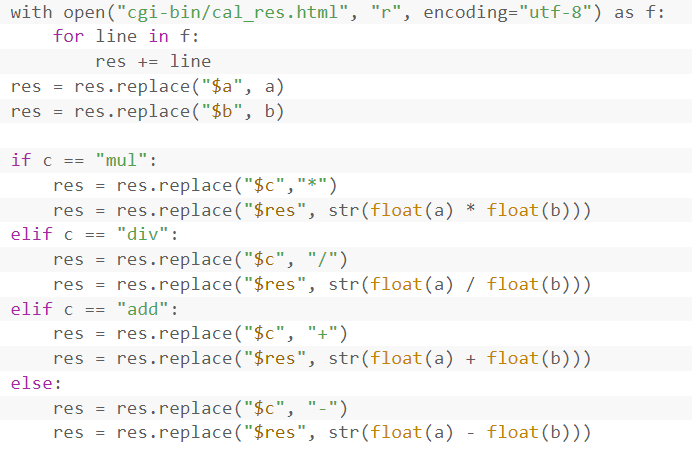 with open("cgi-bin/cal_res.html", "r", encoding="utf-8") as f:
    for line in f:
        res += line
res = res.replace("$a", a)
res = res.replace("$b", b)

if c == "mul":
    res = res.replace("$c","*")
    res = res.replace("$res", str(float(a) * float(b)))
elif c == "div":
    res = res.replace("$c", "/")
    res = res.replace("$res", str(float(a) / float(b)))
elif c == "add":
    res = res.replace("$c", "+")
    res = res.replace("$res", str(float(a) + float(b)))
else:
    res = res.replace("$c", "-")
    res = res.replace("$res", str(float(a) - float(b)))